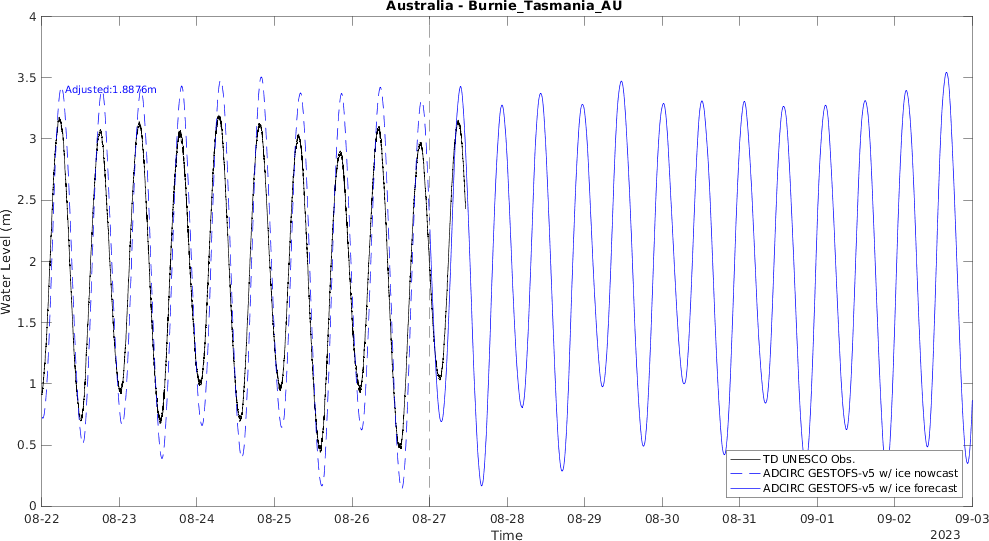 Australia - Burnie_Tasmania_AU
4
3.5
3
2.5
2
1.5
1
0.5
0
Water Level (m)
Adjusted:1.8876m
TD UNESCO Obs.
ADCIRC GESTOFS-v5 w/ ice nowcast
ADCIRC GESTOFS-v5 w/ ice forecast
08-22 08-23 08-24 08-25 08-26 08-27 08-28 08-29 08-30 08-31 09-01 09-02 09-03
Time
2023